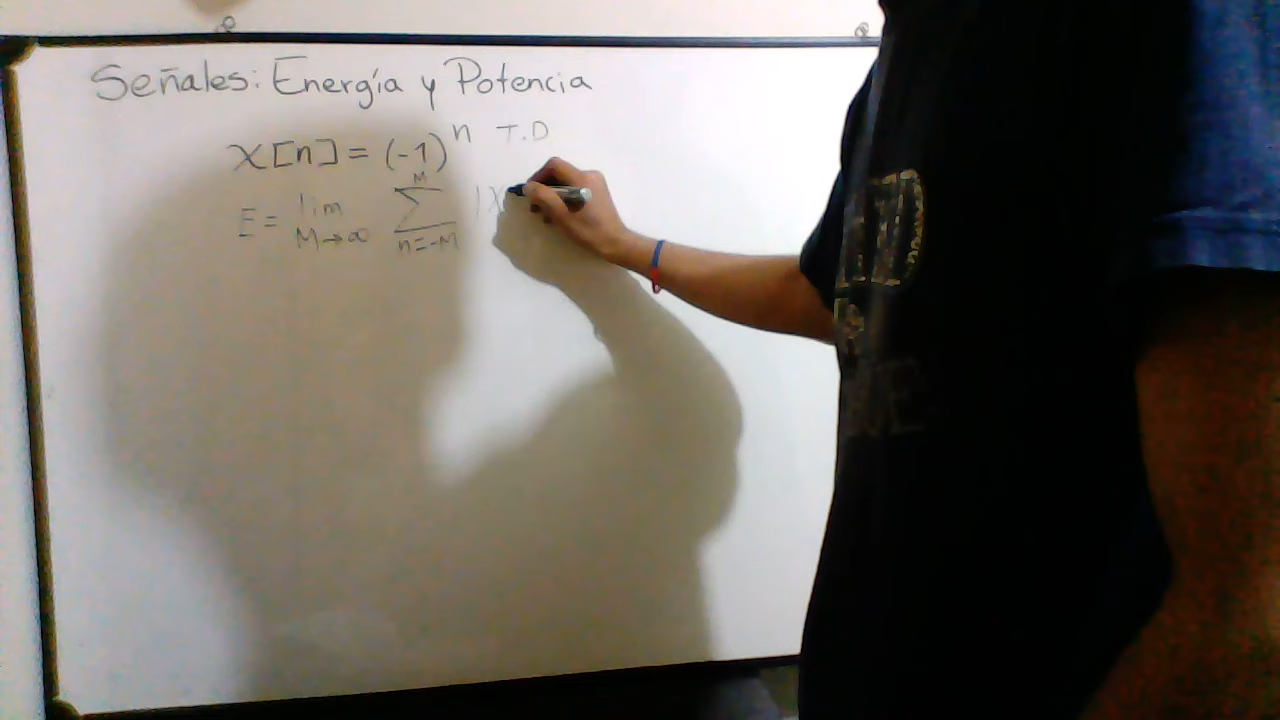 Señales: Energía y Potencia
x[n] = (-1)^n T.D
E = lim M→∞ ∑ n=-M M |X